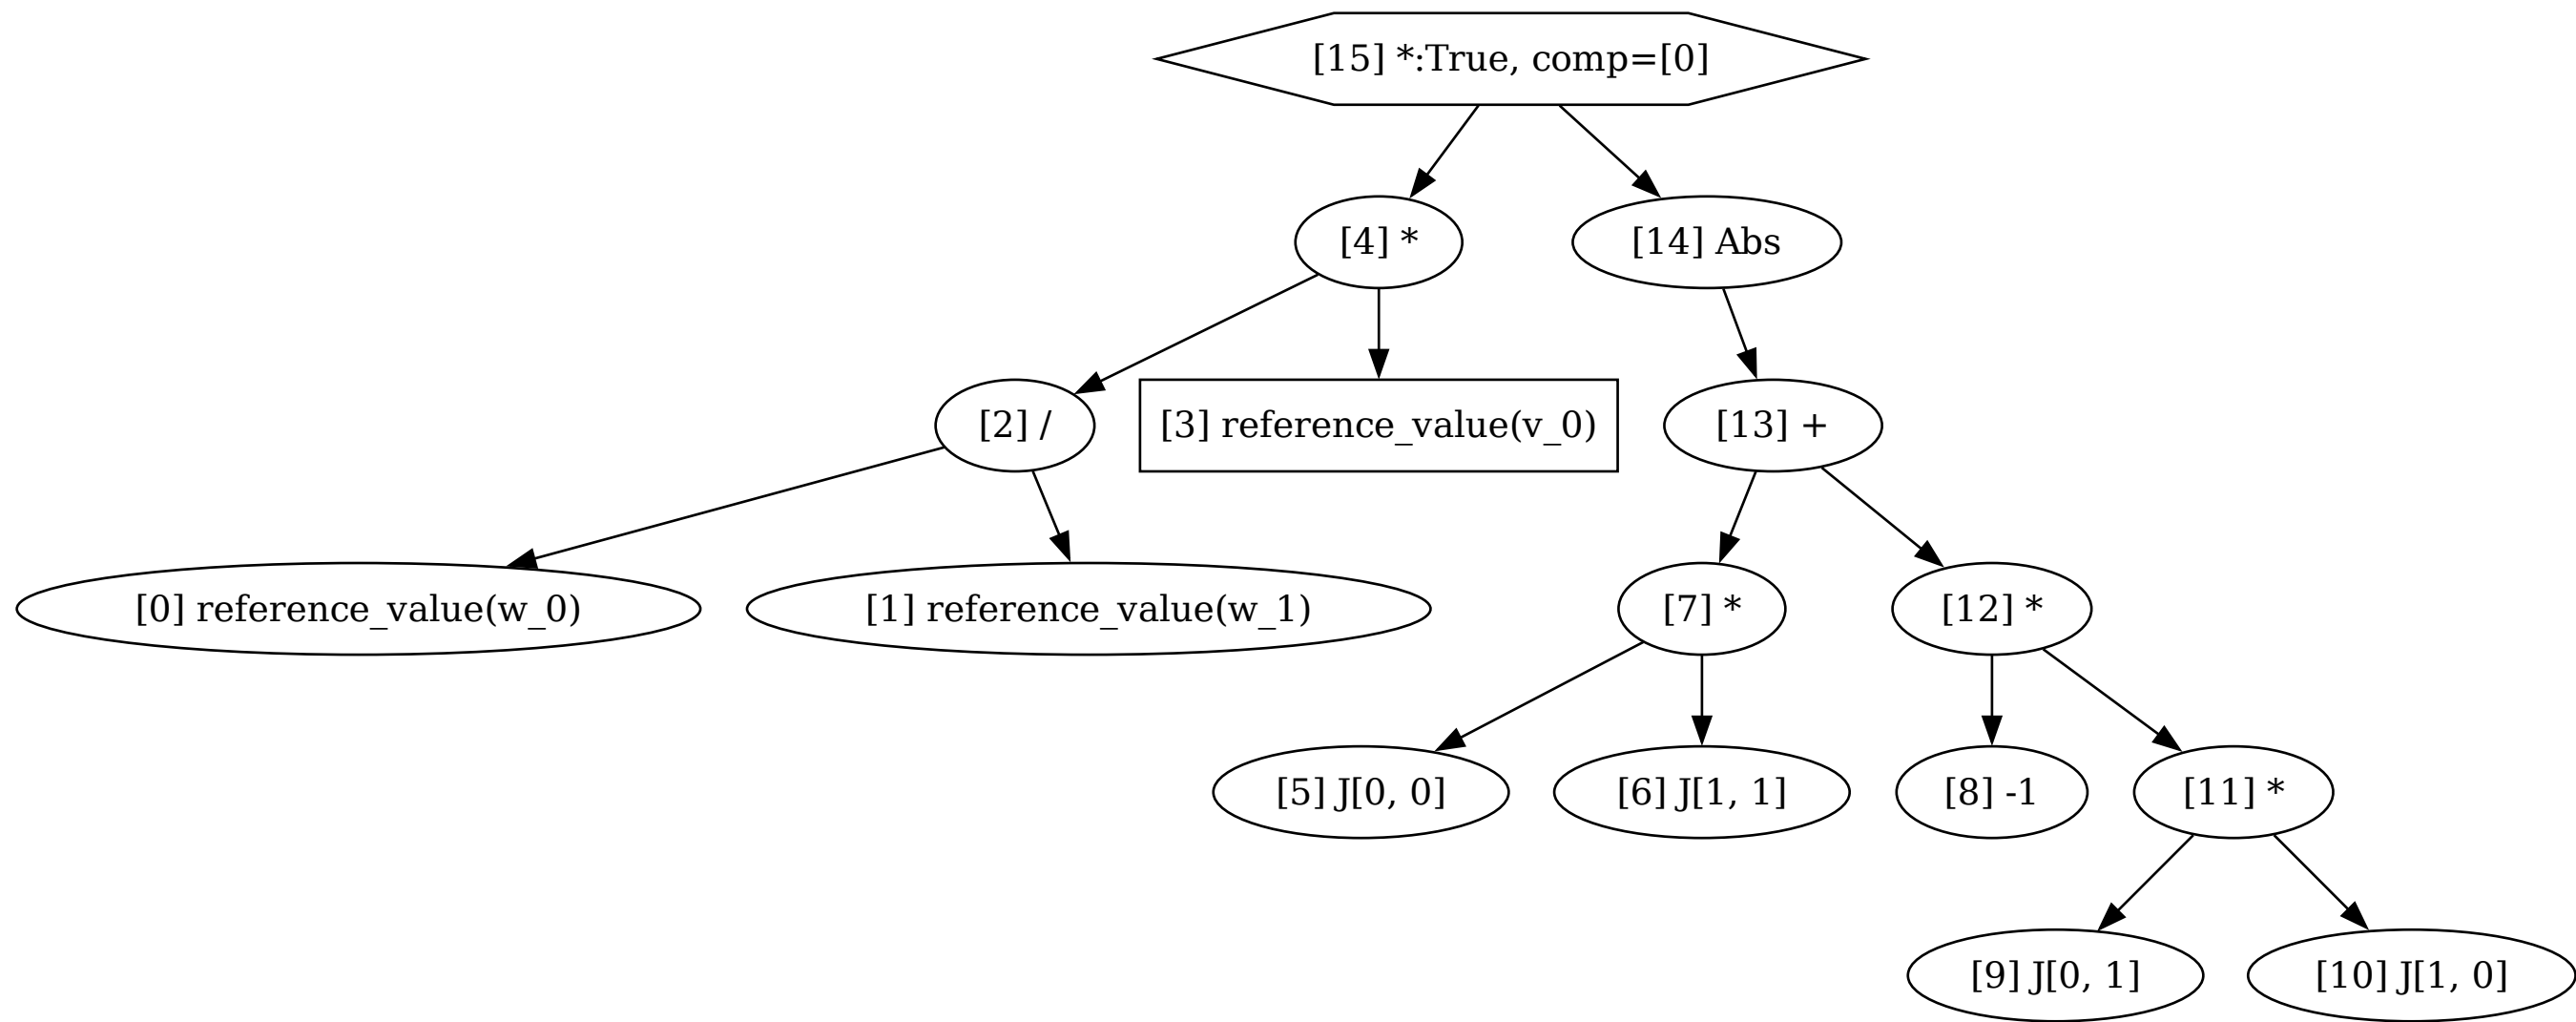 [15] *:True, comp=[0]
[4] *
[14] Abs
[2] /
[3] reference_value(v_0)
[13] +
[0] reference_value(w_0)
[1] reference_value(w_1)
[7] *
[12] *
[5] J[0, 0]
[6] J[1, 1]
[8] -1
[11] *
[9] J[0, 1]
[10] J[1, 0]